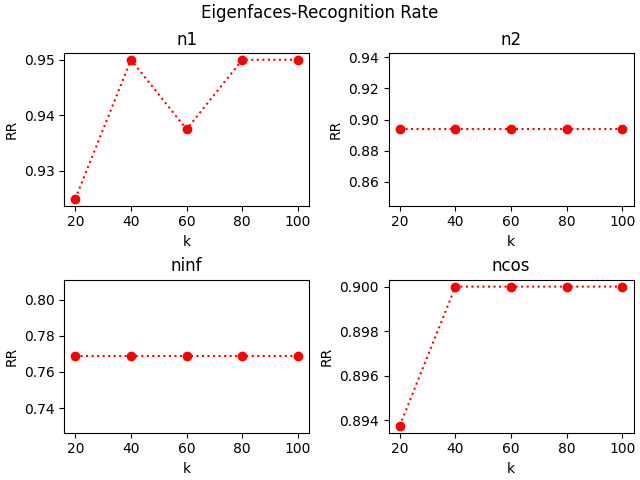 Eigenfaces-Recognition Rate
n1
0.95
0.94
0.93
RR
20 40 60 80 100
k
n2
0.94
0.92
0.90
0.88
0.86
RR
20 40 60 80 100
k
ninf
0.80
0.78
0.76
0.74
RR
20 40 60 80 100
k
ncos
0.900
0.898
0.896
0.894
RR
20 40 60 80 100
k